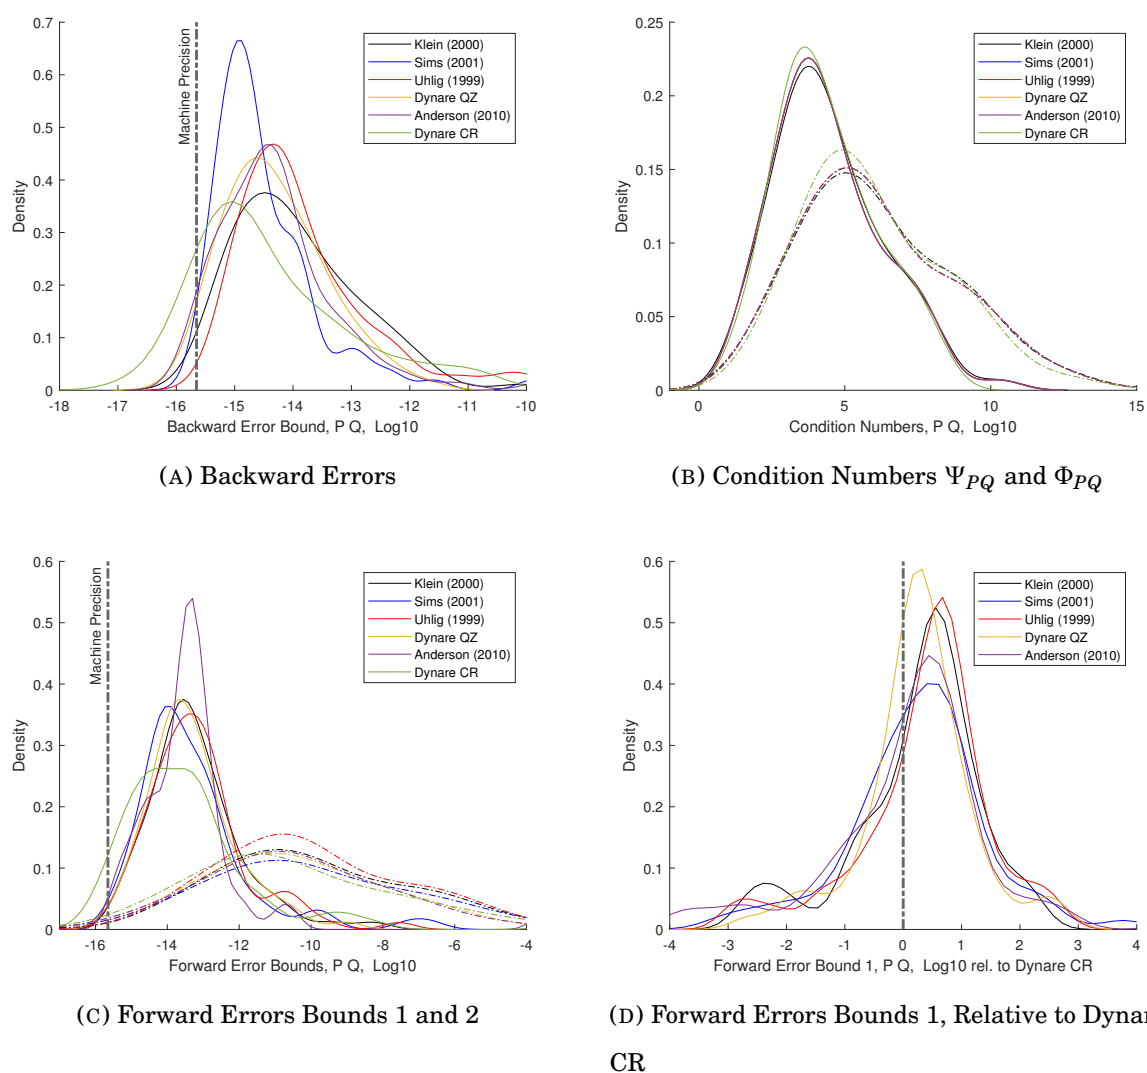 0.7
0.6
0.5
0.4
0.3
0.2
0.1
0
Density
Machine Precision
Klein (2000)
Sims (2001)
Uhlig (1999)
Dynare QZ
Anderson (2010)
Dynare CR
-18 -17 -16 -15 -14 -13 -12 -11 -10
Backward Error Bound, P Q, Log10
(A) Backward Errors
0.25
0.2
0.15
0.1
0.05
0
Density
Klein (2000)
Sims (2001)
Uhlig (1999)
Dynare QZ
Anderson (2010)
Dynare CR
0 5 10 15
Condition Numbers, P Q, Log10
(B) Condition Numbers Ψ_PQ and Φ_PQ
0.6
0.5
0.4
0.3
0.2
0.1
0
Density
Machine Precision
Klein (2000)
Sims (2001)
Uhlig (1999)
Dynare QZ
Anderson (2010)
Dynare CR
-16 -14 -12 -10 -8 -6 -4
Forward Error Bounds, P Q, Log10
(C) Forward Errors Bounds 1 and 2
0.6
0.5
0.4
0.3
0.2
0.1
0
Density
Klein (2000)
Sims (2001)
Uhlig (1999)
Dynare QZ
Anderson (2010)
-4 -3 -2 -1 0 1 2 3 4
Forward Error Bound 1, P Q, Log10 rel. to Dynare CR
(D) Forward Errors Bounds 1, Relative to Dynar
CR